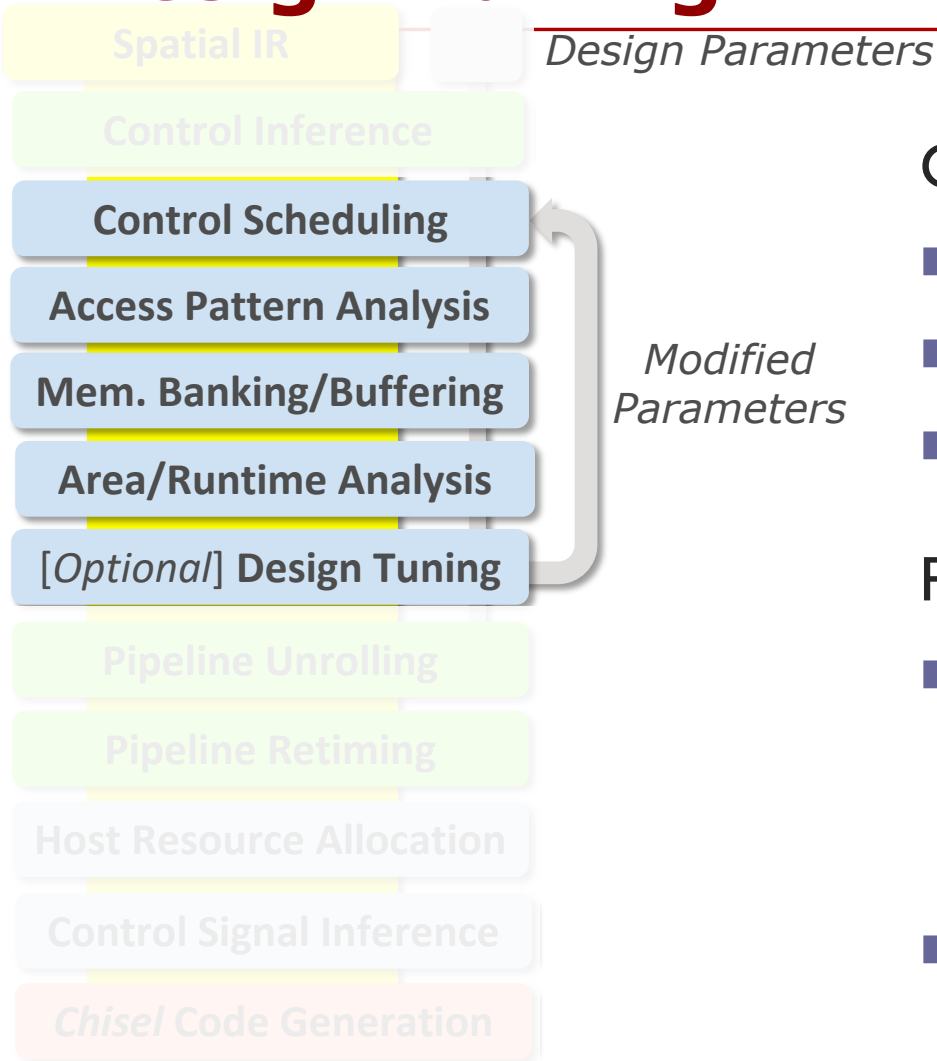 Spatial IR
Design Parameters
Control Inference
Control Scheduling
Access Pattern Analysis
Mem. Banking/Buffering
Area/Runtime Analysis
[Optional] Design Tuning
Modified
Parameters
Pipeline Unrolling
Pipeline Retiming
Host Resource Allocation
Control Signal Inference
Chisel Code Generation